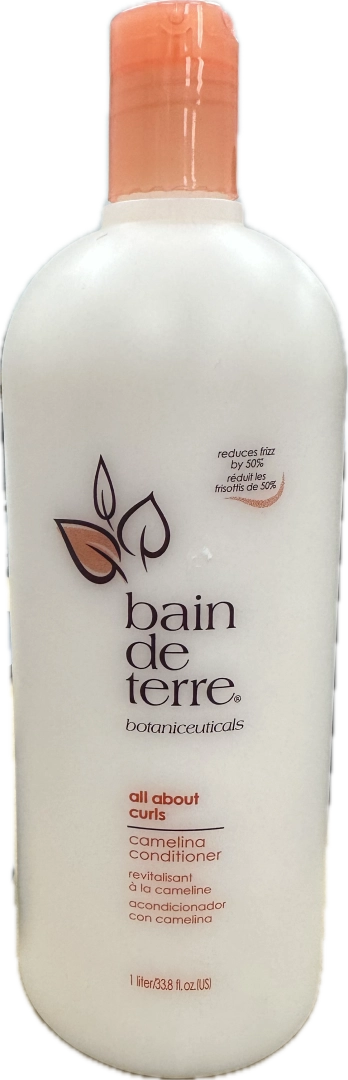 reduces frizz
by 50%
réduit les
frisottis de 50%
bain
de
terre®
botaniceuticals
all about
curls
camelina
conditioner
revitalisant
à la cameline
acondicionador
con camelina
1 liter/33.8 fl.oz.(US)